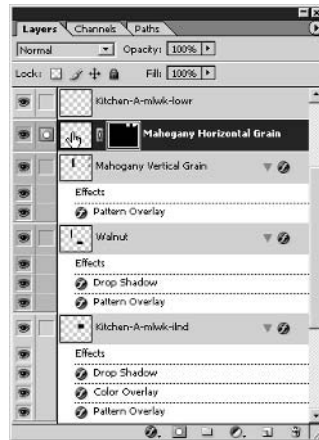 Layers Channels Paths
Normal Opacity: 100%
Lock: Fill: 100%
Kitchen-A-mlwk-lowr
Mahogany Horizontal Grain
Mahogany Vertical Grain
Effects
Pattern Overlay
Walnut
Effects
Drop Shadow
Pattern Overlay
Kitchen-A-mlwk-ilnd
Effects
Drop Shadow
Color Overlay
Pattern Overlay